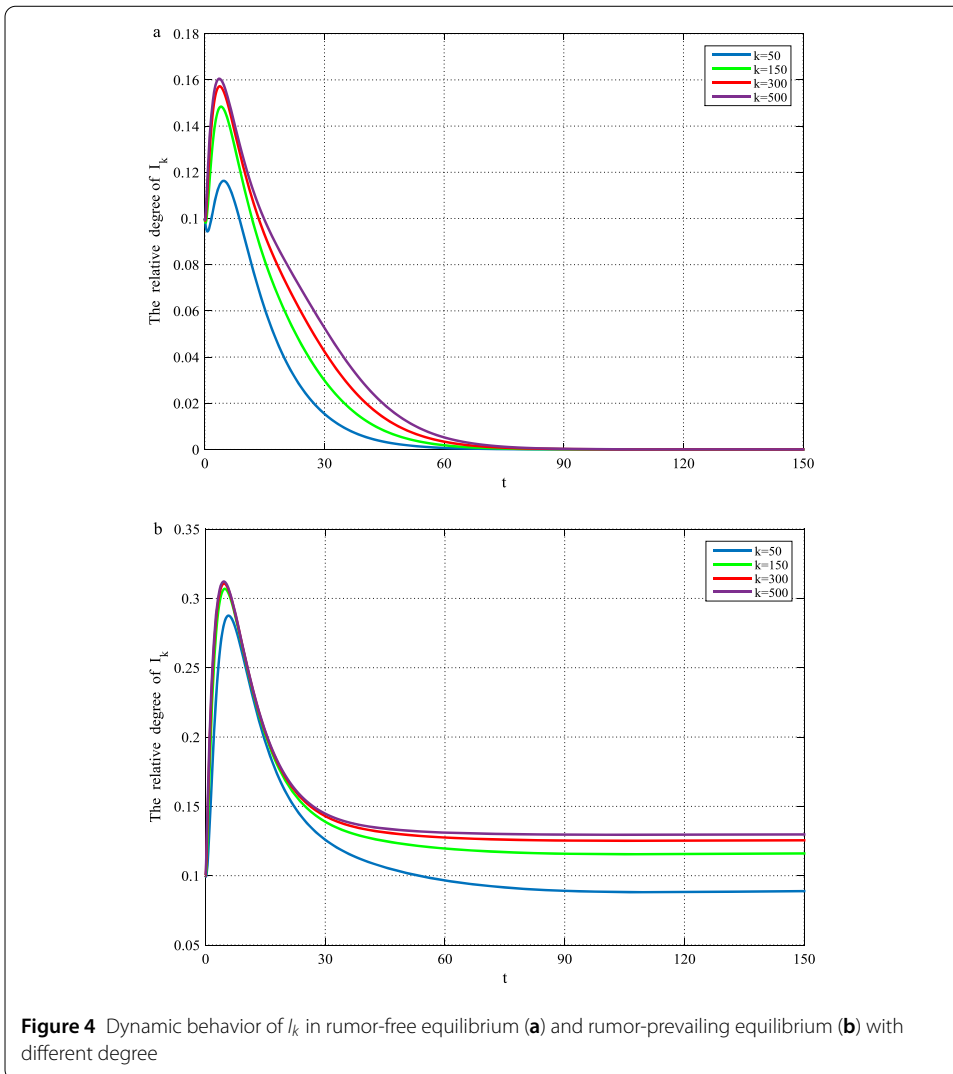 a
0.18
0.16
0.14
0.12
0.1
0.08
0.06
0.04
0.02
0
The relative degree of I_k
k=50
k=150
k=300
k=500
0 30 60 90 120 150
t
b
0.35
0.3
0.25
0.2
0.15
0.1
0.05
The relative degree of I_k
k=50
k=150
k=300
k=500
0 30 60 90 120 150
t
Figure 4 Dynamic behavior of I_k in rumor-free equilibrium (a) and rumor-prevailing equilibrium (b) with
different degree